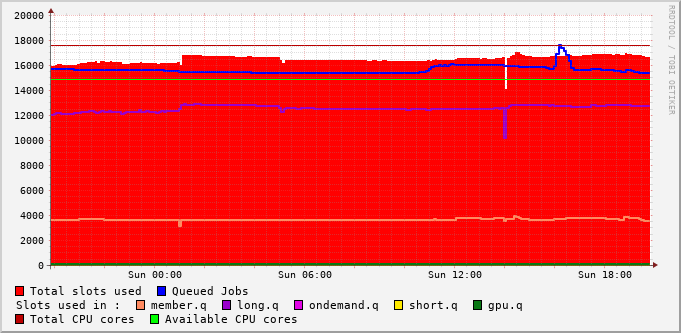 RRDTOOL / TOBI OETIKER
20000
18000
16000
14000
12000
10000
8000
6000
4000
2000
0
Sun 00:00 Sun 06:00 Sun 12:00 Sun 18:00
Total slots used Queued Jobs
Slots used in : member.q long.q ondemand.q short.q gpu.q
Total CPU cores Available CPU cores